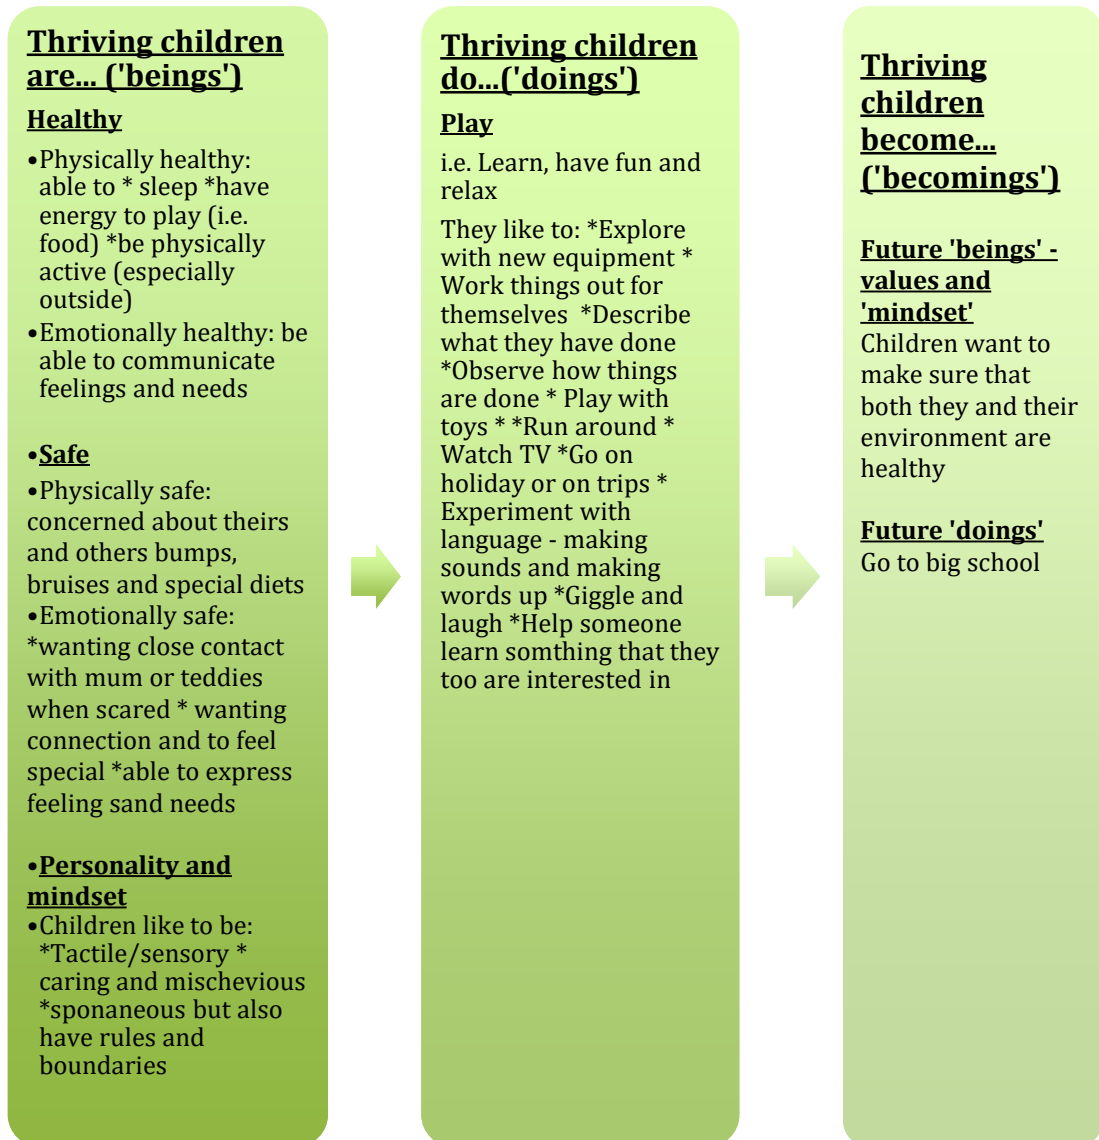 Thriving children
are... ('beings')
Healthy
•Physically healthy:
able to * sleep *have
energy to play (i.e.
food) *be physically
active (especially
outside)
•Emotionally healthy: be
able to communicate
feelings and needs
•Safe
•Physically safe:
concerned about theirs
and others bumps,
bruises and special diets
•Emotionally safe:
*wanting close contact
with mum or teddies
when scared * wanting
connection and to feel
special *able to express
feeling sand needs
•Personality and
mindset
•Children like to be:
*Tactile/sensory *
caring and mischevious
*sponaneous but also
have rules and
boundaries
Thriving children
do...('doings')
Play
i.e. Learn, have fun and
relax
They like to: *Explore
with new equipment *
Work things out for
themselves  *Describe
what they have done
*Observe how things
are done * Play with
toys * *Run around *
Watch TV *Go on
holiday or on trips *
Experiment with
language - making
sounds and making
words up *Giggle and
laugh *Help someone
learn somthing that they
too are interested in
Thriving
children
become...
('becomings')
Future 'beings' -
values and
'mindset'
Children want to
make sure that
both they and their
environment are
healthy
Future 'doings'
Go to big school